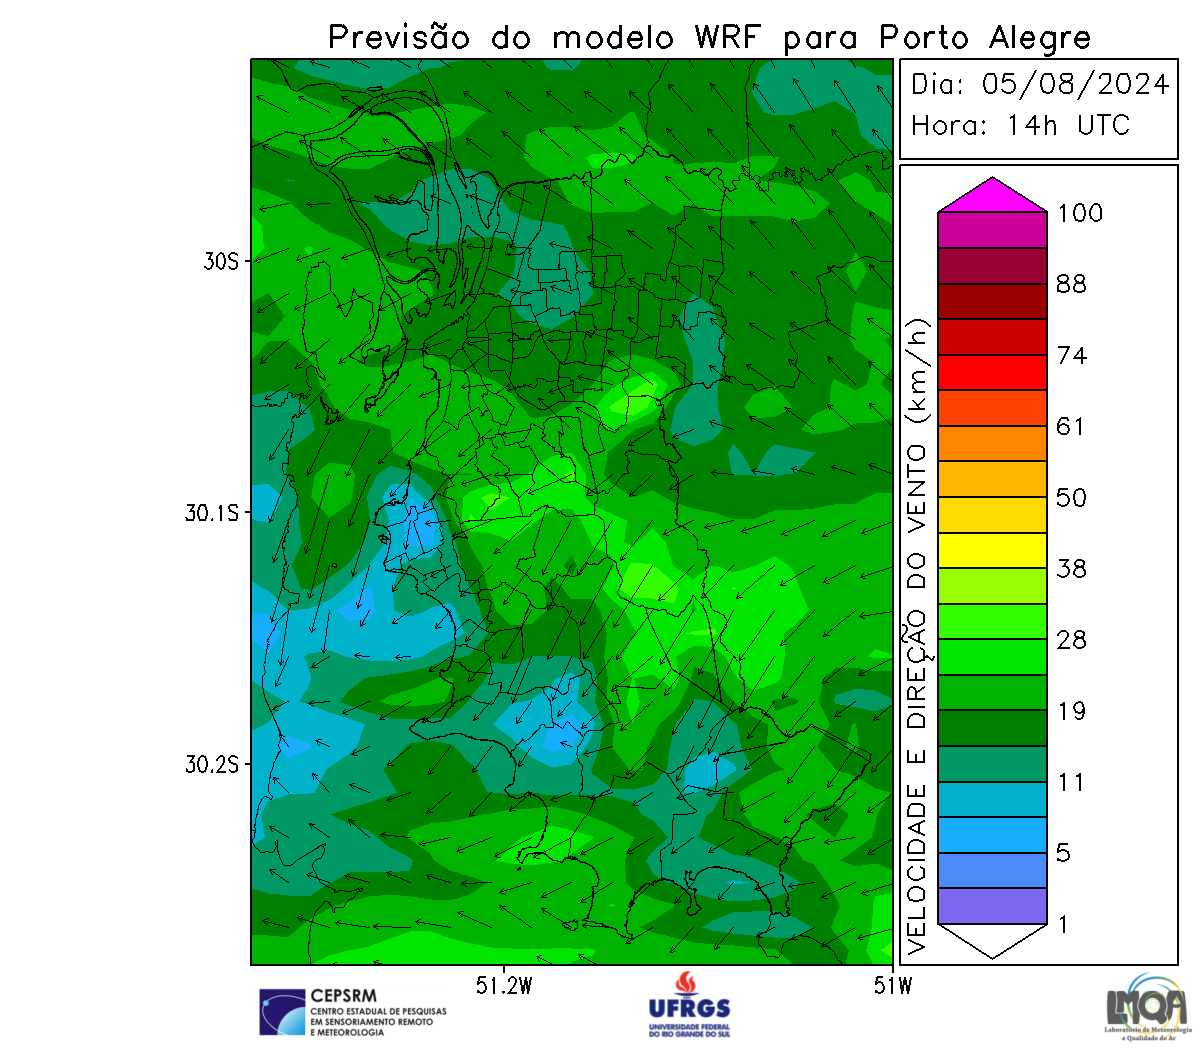 Previsão do modelo WRF para Porto Alegre
Dia: 05/08/2024
Hora: 14h UTC
30S
30.1S
30.2S
51.2W
51W
VELOCIDADE E DIREÇÃO DO VENTO (km/h)
100
88
74
61
50
38
28
19
11
5
1
CEPSRM
CENTRO ESTADUAL DE PESQUISAS
EM SENSORIAMENTO REMOTO
E METEOROLOGIA
UFRGS
UNIVERSIDADE FEDERAL
DO RIO GRANDE DO SUL
LMQA
Laboratório de Meteorologia
e Qualidade do Ar